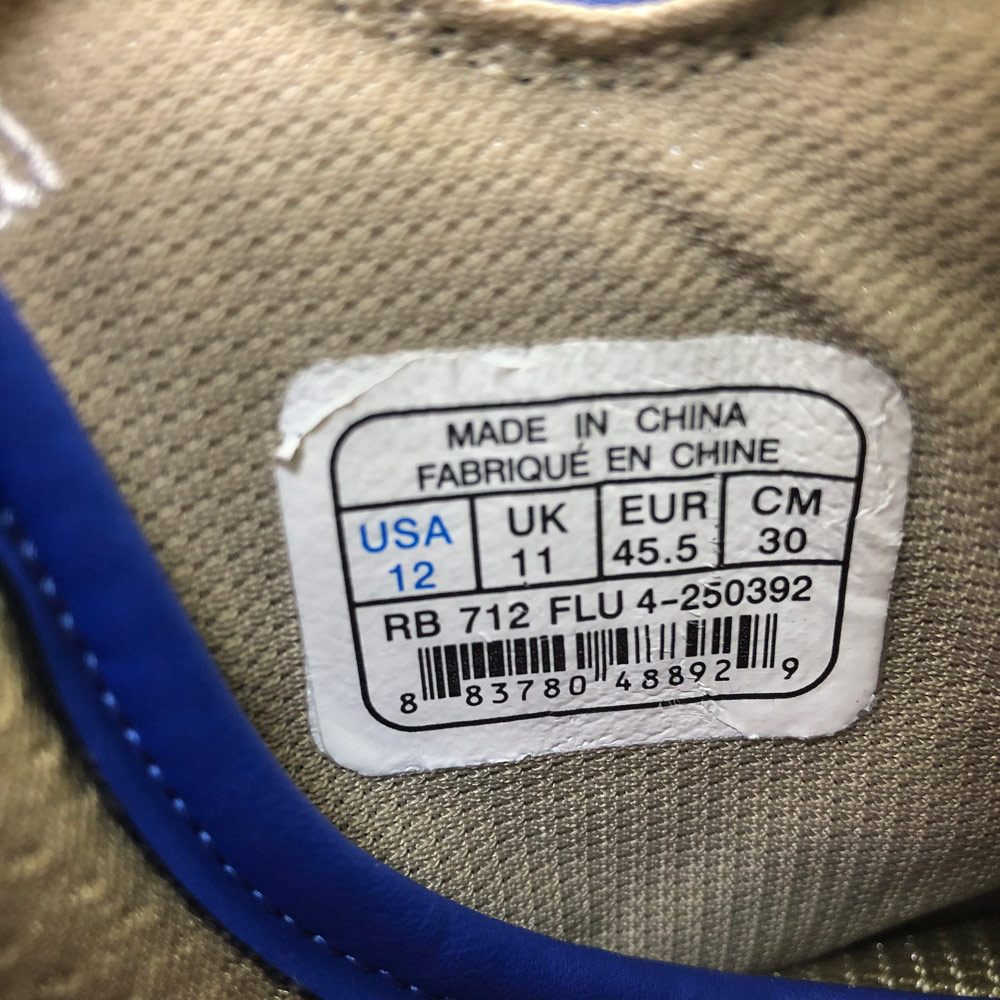 MADE IN CHINA
FABRIQUÉ EN CHINE
USA UK EUR CM
12 11 45.5 30
RB 712 FLU 4-250392
8 83780 48892 9